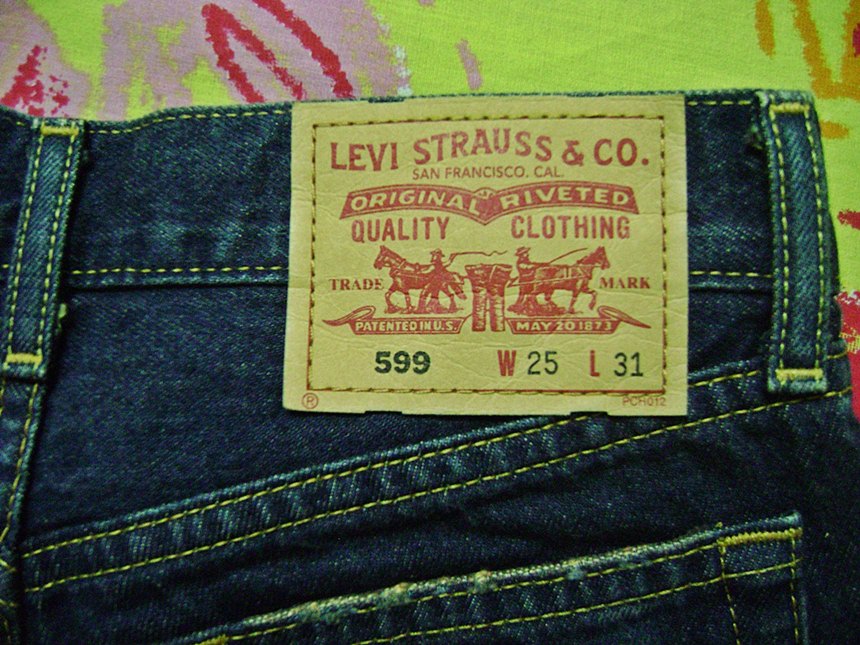 LEVI STRAUSS & CO.
SAN FRANCISCO. CAL.
ORIGINAL RIVETED
QUALITY CLOTHING
TRADE MARK
PATENTED IN U.S. MAY 20 1873
599 W 25 L 31
® PCH012